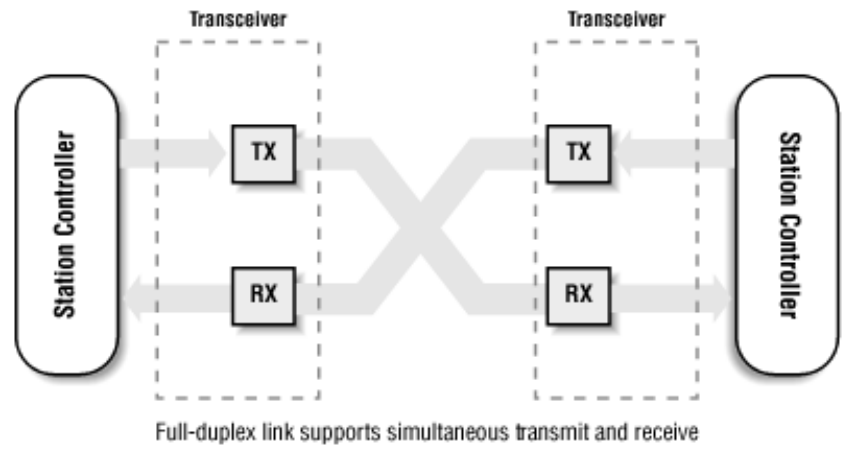 Transceiver
Transceiver
Station Controller
TX
TX
Station Controller
RX
RX
Full-duplex link supports simultaneous transmit and receive